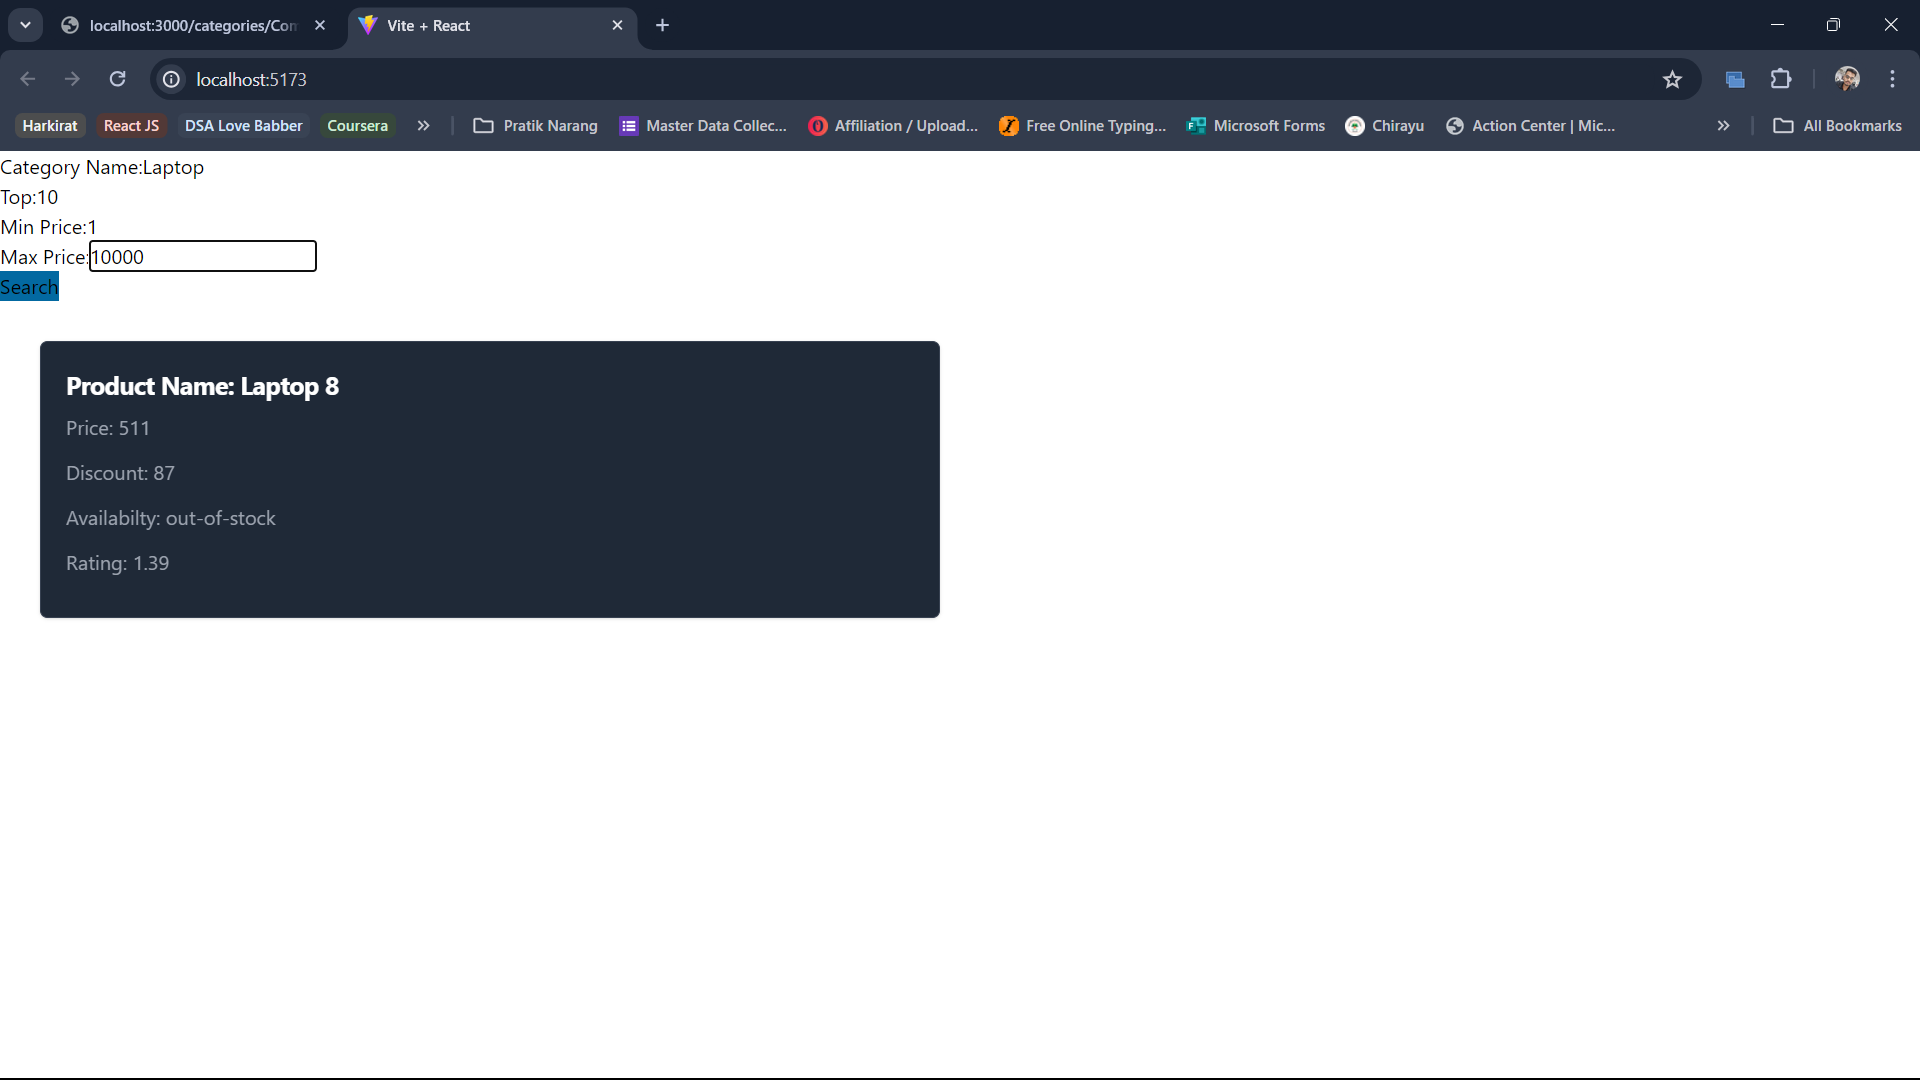 localhost:3000/categories/Con
Vite + React
localhost:5173
Harkirat React JS DSA Love Babber Coursera Pratik Narang Master Data Collec... Affiliation / Upload... Free Online Typing... Microsoft Forms Chirayu Action Center | Mic... All Bookmarks
Category Name:Laptop
Top:10
Min Price:1
Max Price:10000
Search
Product Name: Laptop 8
Price: 511
Discount: 87
Availabilty: out-of-stock
Rating: 1.39